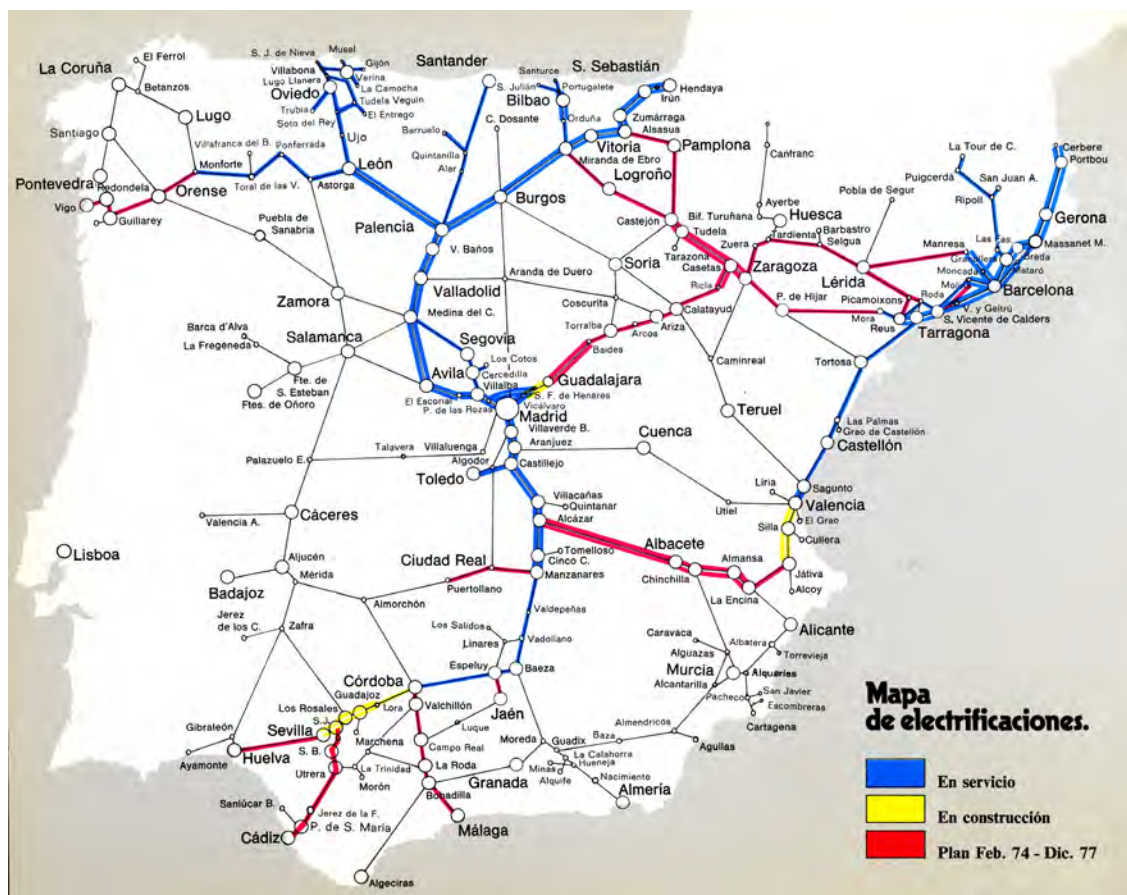 El Ferrol
La Coruña
Betanzos
Lugo
Santiago
Pontevedra
Redondela
Vigo
Guillarey
Orense
Monforte
Villafranca del B.
Toral de las V.
Ponferrada
Astorga
S. J. de Nieva
Musel
Gijón
Villabona
Verina
Lugo Llanera
La Camocha
Oviedo
Tudela Veguin
Trubia
El Entrego
Soto del Rey
Ujo
León
Santander
Barruelo
Quintanilla
Alar
C. Dosante
Santurce
S. Julián
Portugalete
Bilbao
Orduña
S. Sebastián
Hendaya
Irún
Zumárraga
Alsasua
Vitoria
Miranda de Ebro
Pamplona
Logroño
Burgos
Palencia
V. Baños
Valladolid
Aranda de Duero
Puebla de
Sanabria
Zamora
Medina del C.
Salamanca
Barca d'Alva
La Fregeneda
Fte. de
S. Esteban
Ftes. de Oñoro
Segovia
Los Cotos
Cercedilla
Avila
Villalba
El Escorial
P. de las Rozas
S. F. de Henares
Vicálvaro
Madrid
Guadalajara
Baides
Torralba
Arcos
Ariza
Coscurita
Soria
Calatayud
Ricla
Casetas
Tarazona
Tudela
Castejón
Bif. Turuñana
Canfranc
Ayerbe
Huesca
Tardienta
Zuera
Zaragoza
Barbastro
Selgua
Pobla de Segur
Lérida
P. de Hijar
La Tour de C.
Puigcerdá
San Juan A.
Ripoll
Cerbere
Portbou
Gerona
Massanet M.
Manresa
Mataró
Moncada
Barcelona
Picamoixons
Roda
V. y Geltrú
S. Vicente de Calders
Mora
Reus
Tarragona
Tortosa
Caminreal
Teruel
Las Palmas
Grao de Castellón
Castellón
Sagunto
Liria
Valencia
El Grao
Silla
Cullera
Utiel
Cuenca
Villaverde B.
Aranjuez
Castillejo
Algodor
Toledo
Talavera
Villaluenga
Palazuelo E.
Cáceres
Valencia A.
Lisboa
Aljucén
Mérida
Badajoz
Jerez
de los C.
Zafra
Almorchón
Puertollano
Ciudad Real
Villacañas
Quintanar
Alcázar
Tomelloso
Cinco C.
Manzanares
Albacete
Chinchilla
Almansa
La Encina
Játiva
Alcoy
Alicante
Valdepeñas
Los Salidos
Linares
Vadollano
Espeluy
Baeza
Jaén
Caravaca
Alguazas
Albatera
Torrevieja
Murcia
Alquerías
Alcantarilla
Pacheco
San Javier
Escombreras
Cartagena
Almendricos
Aguilas
Baza
Guadix
Moreda
La Calahorra
Hueneja
Minas
Alquife
Nacimiento
Almería
Granada
Córdoba
Valchillón
Luque
Campo Real
La Roda
Bobadilla
Málaga
Algeciras
Guadajoz
Lora
Los Rosales
S.J.
Sevilla
S. B.
Marchena
La Trinidad
Morón
Utrera
Gibraleón
Huelva
Ayamonte
Sanlúcar B.
Jerez de la F.
P. de S. María
Cádiz
Mapa
de electrificaciones.
En servicio
En construcción
Plan Feb. 74 - Dic. 77